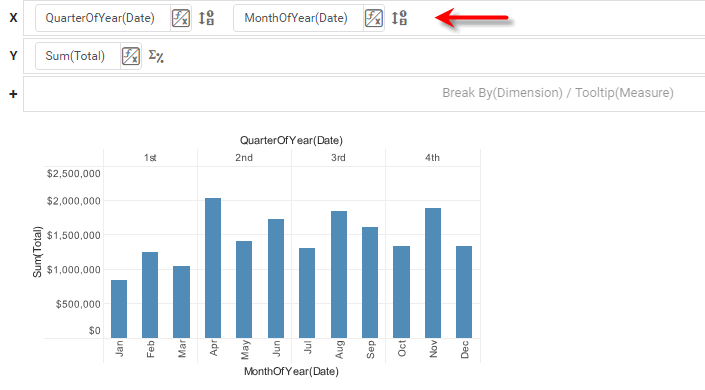 X QuarterOfYear(Date) MonthOfYear(Date)
Y Sum(Total)
+ Break By(Dimension) / Tooltip(Measure)
QuarterOfYear(Date)
1st 2nd 3rd 4th
$2,500,000
$2,000,000
$1,500,000
$1,000,000
$500,000
$0
Sum(Total)
Jan Feb Mar Apr May Jun Jul Aug Sep Oct Nov Dec
MonthOfYear(Date)